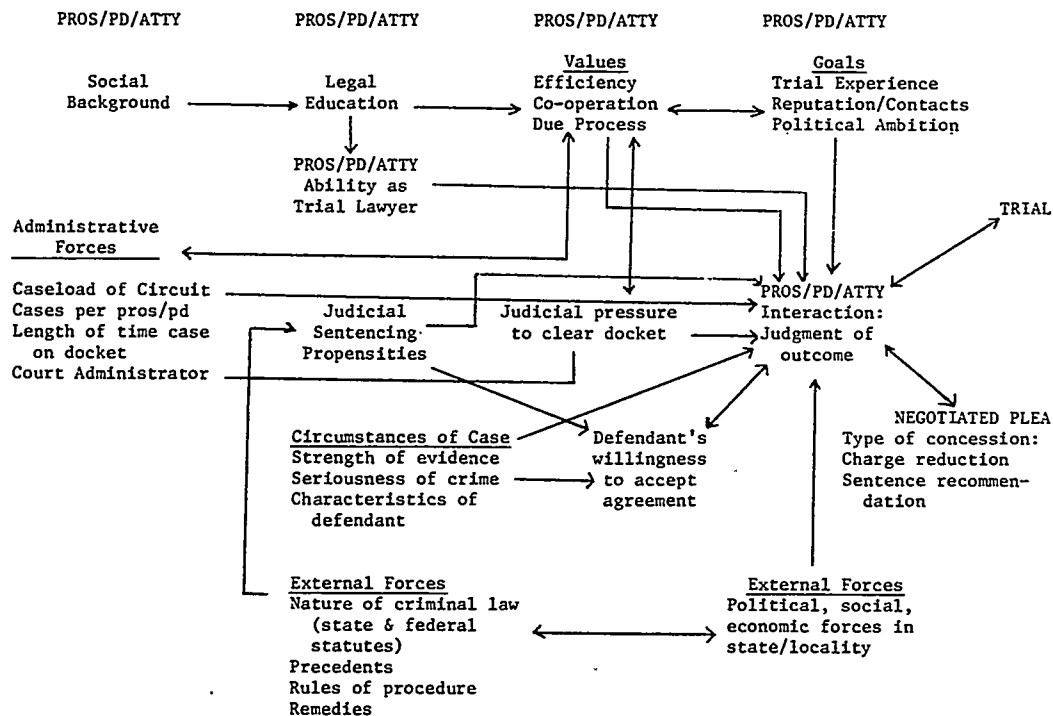 PROS/PD/ATTY PROS/PD/ATTY PROS/PD/ATTY PROS/PD/ATTY
Social
Background
Legal
Education
Values
Efficiency
Co-operation
Due Process
Goals
Trial Experience
Reputation/Contacts
Political Ambition
PROS/PD/ATTY
Ability as
Trial Lawyer
TRIAL
Administrative
Forces
Caseload of Circuit
Cases per pros/pd
Length of time case
on docket
Court Administrator
Judicial
Sentencing
Propensities
Judicial pressure
to clear docket
PROS/PD/ATTY
Interaction:
Judgment of
outcome
NEGOTIATED PLEA
Type of concession:
Charge reduction
Sentence recommen-
dation
Circumstances of Case
Strength of evidence
Seriousness of crime
Characteristics of
defendant
Defendant's
willingness
to accept
agreement
External Forces
Nature of criminal law
(state & federal
statutes)
Precedents
Rules of procedure
Remedies
External Forces
Political, social,
economic forces in
state/locality